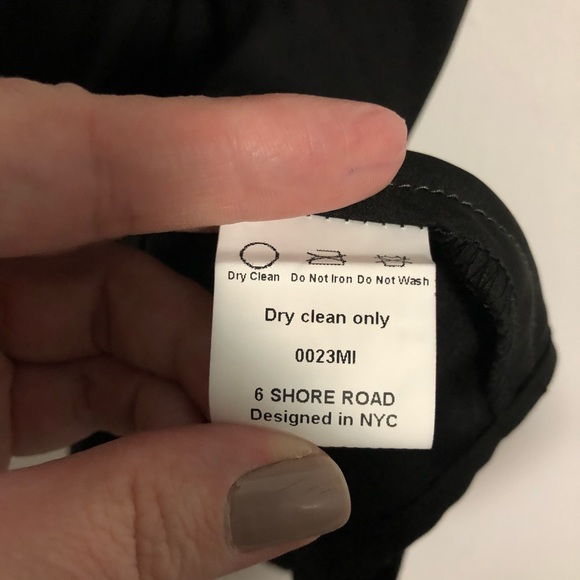 Dry Clean Do Not Iron Do Not Wash
Dry clean only
0023MI
6 SHORE ROAD
Designed in NYC